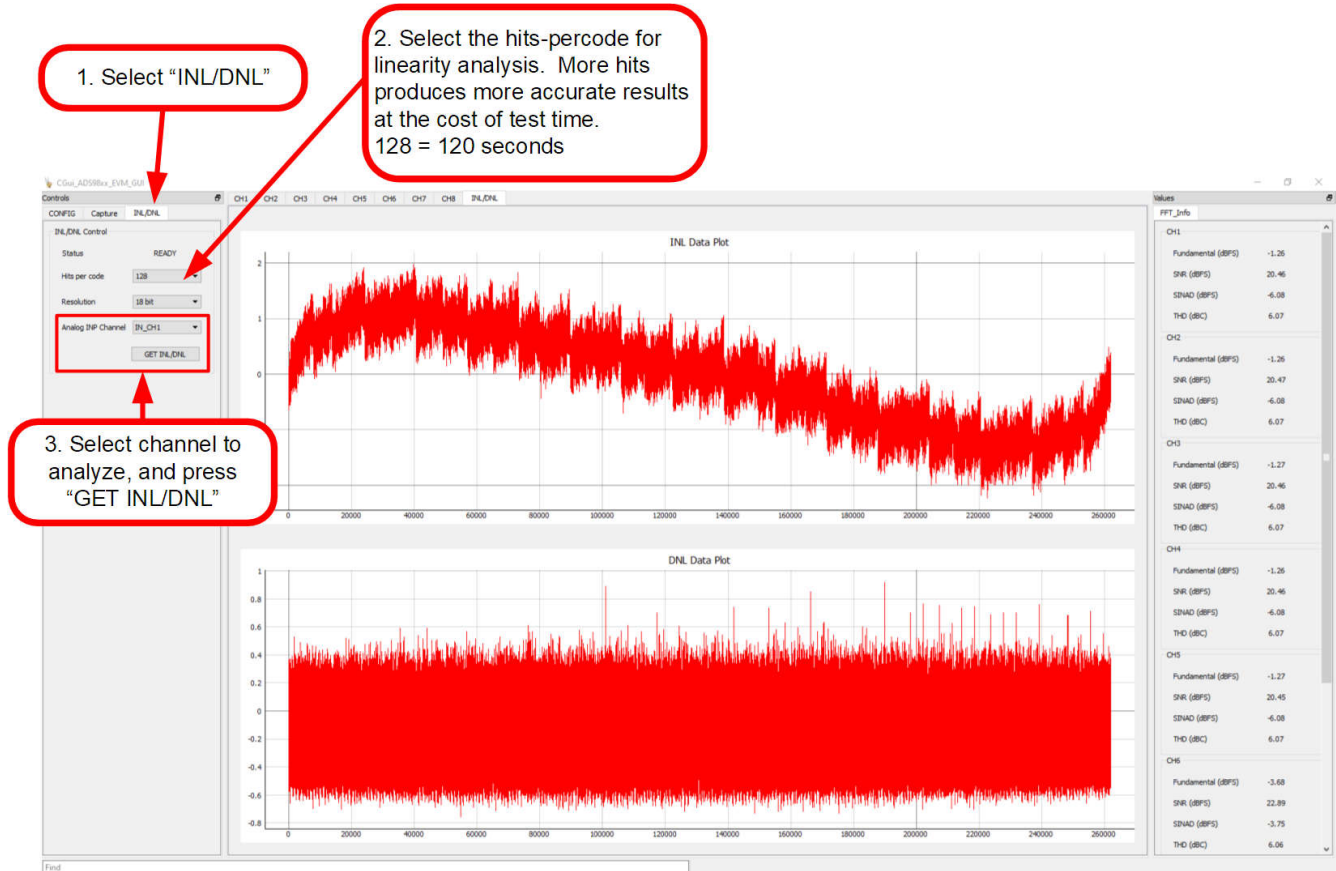 1. Select “INL/DNL”
2. Select the hits-percode for
linearity analysis. More hits
produces more accurate results
at the cost of test time.
128 = 120 seconds
CGui_ADS98xx_EVM_GUI
Controls
CONFIG Capture INL/DNL
INL/DNL Control
Status READY
Hits per code 128
Resolution 18 bit
Analog INP Channel IN_CH1
GET INL/DNL
3. Select channel to
analyze, and press
“GET INL/DNL”
CH1 CH2 CH3 CH4 CH5 CH6 CH7 CH8 INL/DNL
INL Data Plot
2
1
0
0 20000 40000 60000 80000 100000 120000 140000 160000 180000 200000 220000 240000 260000
DNL Data Plot
1
0.8
0.6
0.4
0.2
0
-0.2
-0.4
-0.6
-0.8
0 20000 40000 60000 80000 100000 120000 140000 160000 180000 200000 220000 240000 260000
Values
FFT_Info
CH1
Fundamental (dBFS) -1.26
SNR (dBFS) 20.46
SINAD (dBFS) -6.08
THD (dBC) 6.07
CH2
Fundamental (dBFS) -1.26
SNR (dBFS) 20.47
SINAD (dBFS) -6.08
THD (dBC) 6.07
CH3
Fundamental (dBFS) -1.27
SNR (dBFS) 20.46
SINAD (dBFS) -6.08
THD (dBC) 6.07
CH4
Fundamental (dBFS) -1.26
SNR (dBFS) 20.46
SINAD (dBFS) -6.08
THD (dBC) 6.07
CH5
Fundamental (dBFS) -1.27
SNR (dBFS) 20.45
SINAD (dBFS) -6.08
THD (dBC) 6.07
CH6
Fundamental (dBFS) -3.68
SNR (dBFS) 22.89
SINAD (dBFS) -3.75
THD (dBC) 6.06
Find